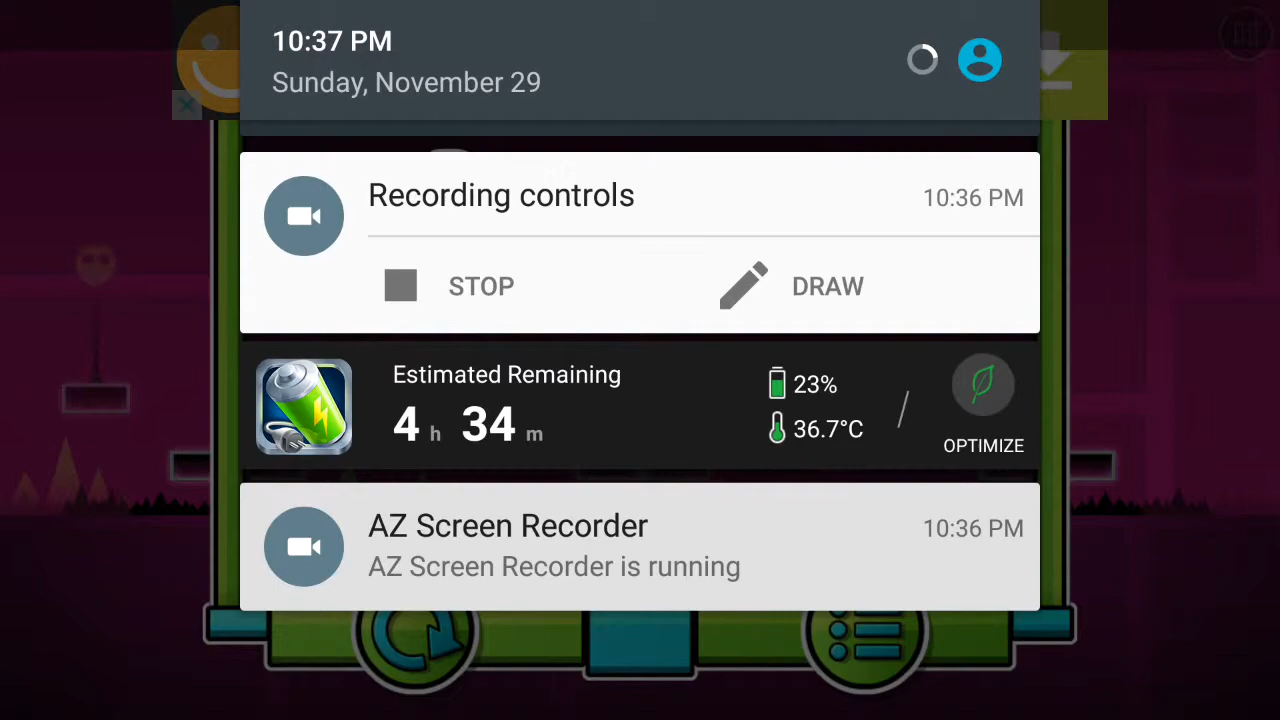 10:37 PM
Sunday, November 29
Recording controls
10:36 PM
STOP
DRAW
Estimated Remaining
4 h 34 m
23%
36.7°C
/
OPTIMIZE
AZ Screen Recorder
10:36 PM
AZ Screen Recorder is running